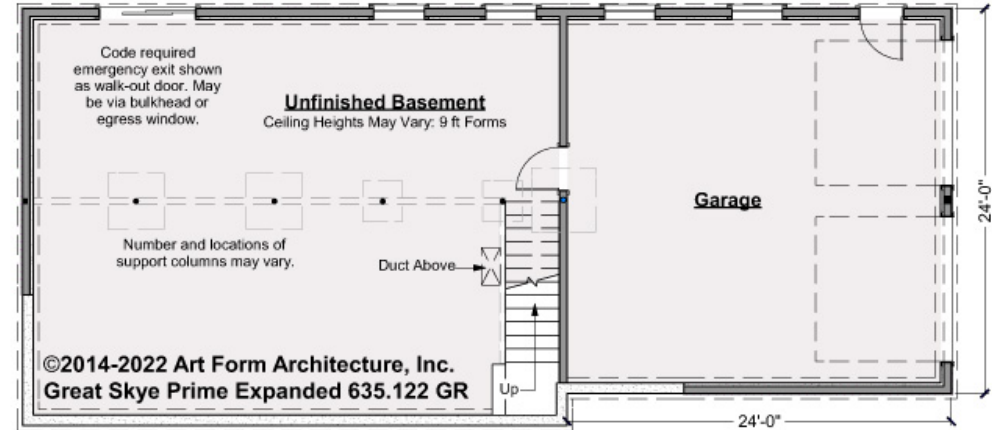 Code required
emergency exit shown
as walk-out door. May
be via bulkhead or
egress window.
Unfinished Basement
Ceiling Heights May Vary: 9 ft Forms
Garage
24'-0"
Number and locations of
support columns may vary.
Duct Above
©2014-2022 Art Form Architecture, Inc.
Great Skye Prime Expanded 635.122 GR
Up
24'-0"